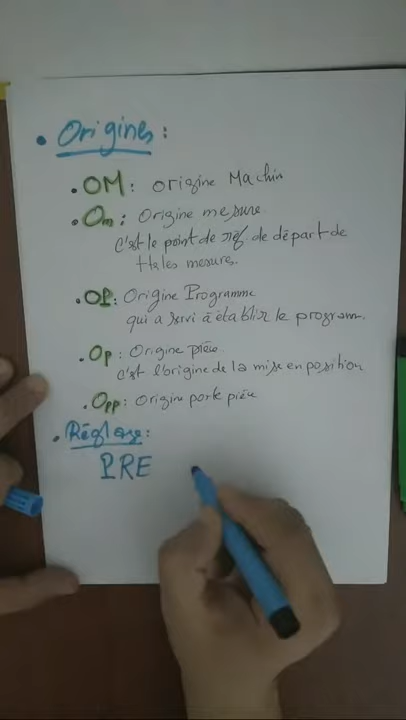 • Origines :
. OM : origine Machin
. Om : Origine mesure
c'est le point de réf de départ de
ttes les mesures.
. OP : Origine Programme
qui a servi à établir le program.
. Op : Origine pièce
c'est l'origine de la mise en position
. Opp : Origine porte pièce
. Réglage :
PRE